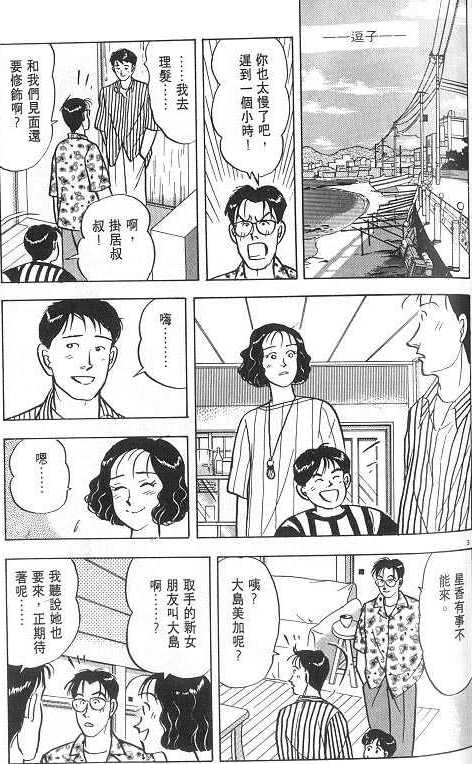 ——逗子——
你也太慢了吧，
遲到一個小時！
……我去
理髮……
和我們見面還
要修飾啊？
啊，
掛居叔
叔！
嗨……
嗯……
3
星香有事不
能來。
咦？
大島美加呢？
取手的新女
朋友叫大島
啊……？
我聽說她也
要來，正期待
著呢……